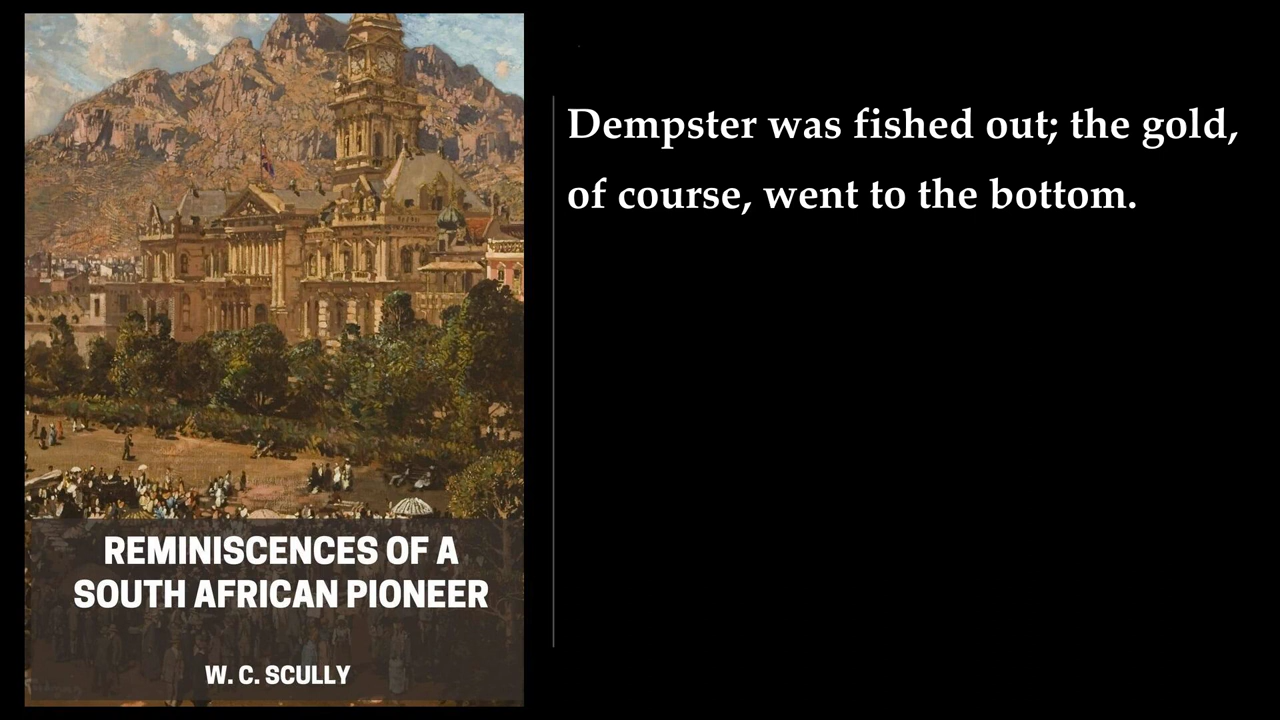 Dempster was fished out; the gold,
of course, went to the bottom.
REMINISCENCES OF A
SOUTH AFRICAN PIONEER
W. C. SCULLY